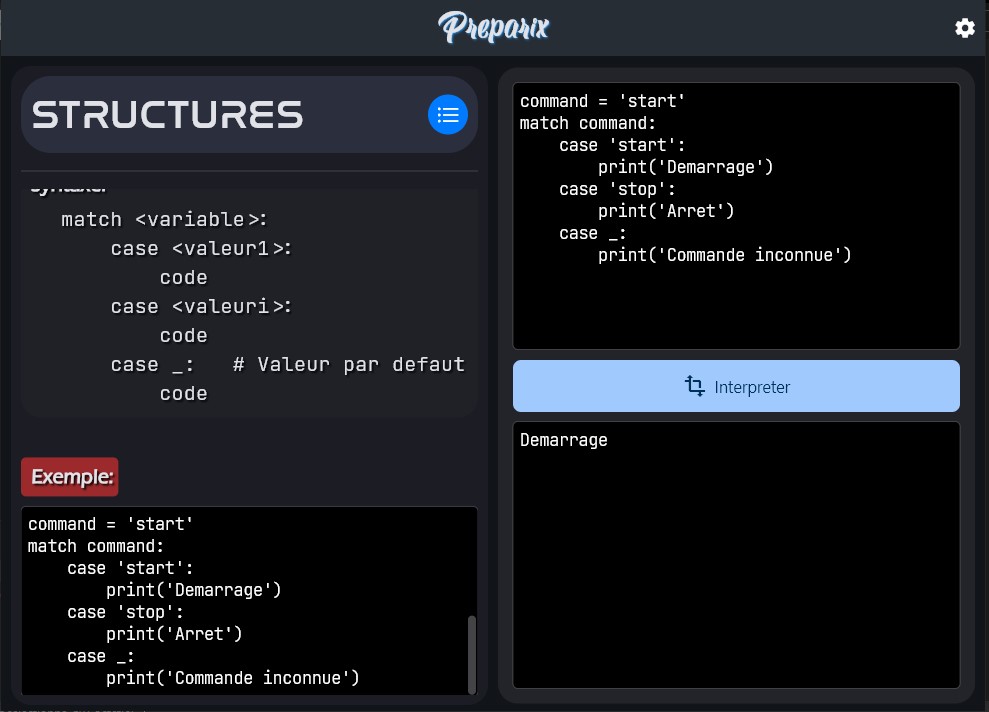 Preparix
STRUCTURES
Syntaxe:
match <variable>:
    case <valeur1>:
        code
    case <valeuri>:
        code
    case _:   # Valeur par defaut
        code
Exemple:
command = 'start'
match command:
    case 'start':
        print('Demarrage')
    case 'stop':
        print('Arret')
    case _:
        print('Commande inconnue')
command = 'start'
match command:
    case 'start':
        print('Demarrage')
    case 'stop':
        print('Arret')
    case _:
        print('Commande inconnue')
Interpreter
Demarrage